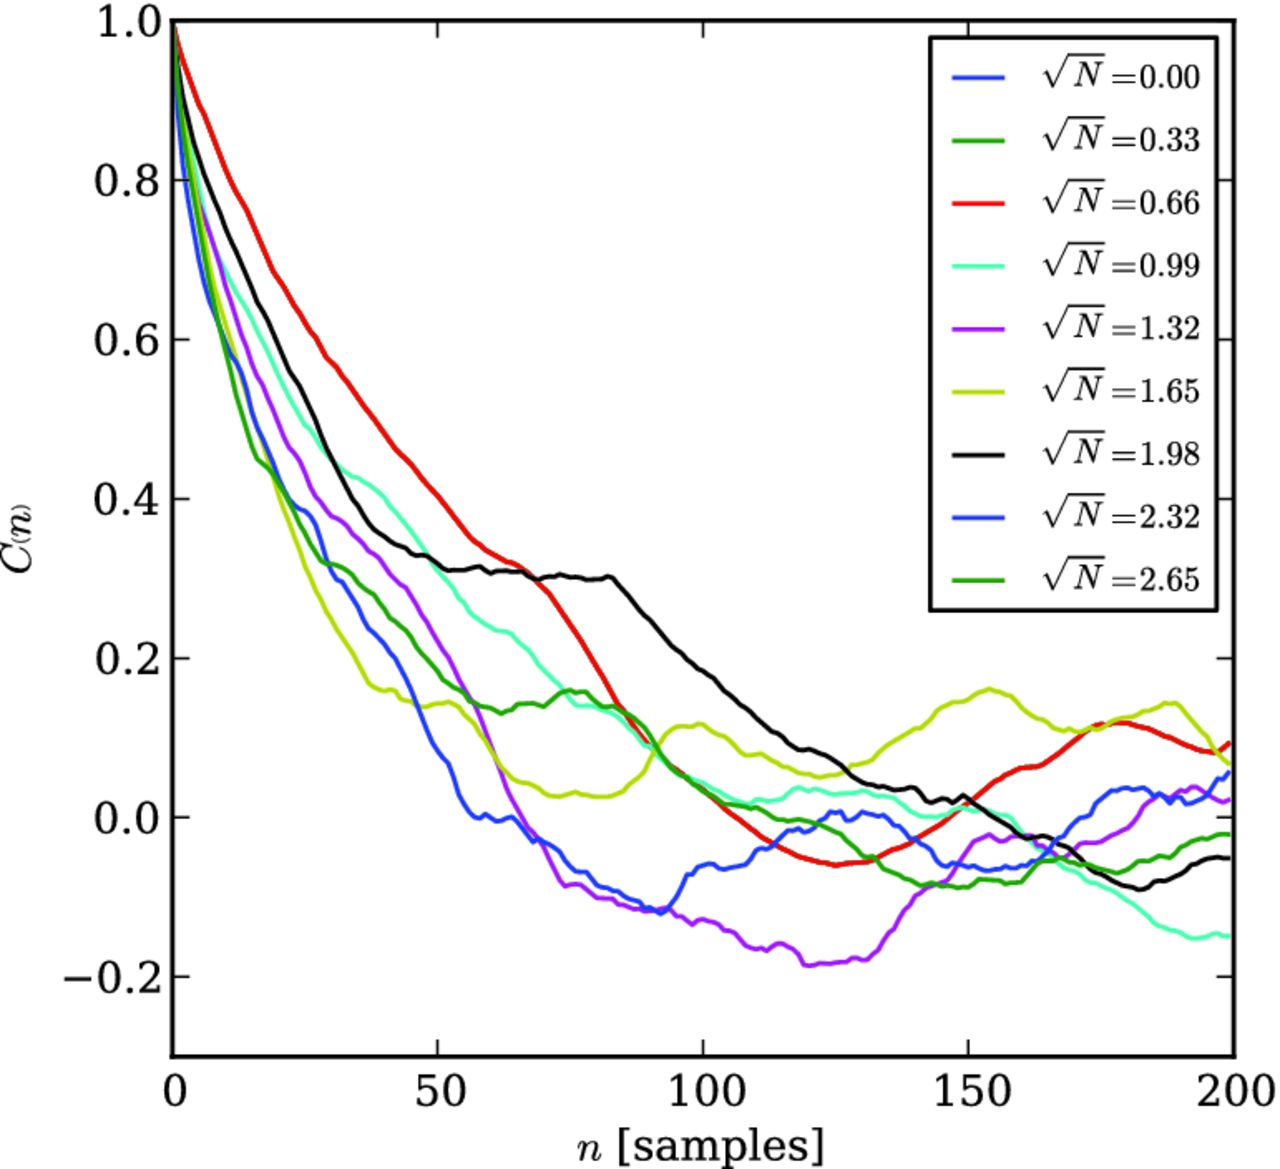 1.0
0.8
0.6
0.4
0.2
0.0
−0.2
0 50 100 150 200
n [samples]
C(n)
√N =0.00
√N =0.33
√N =0.66
√N =0.99
√N =1.32
√N =1.65
√N =1.98
√N =2.32
√N =2.65